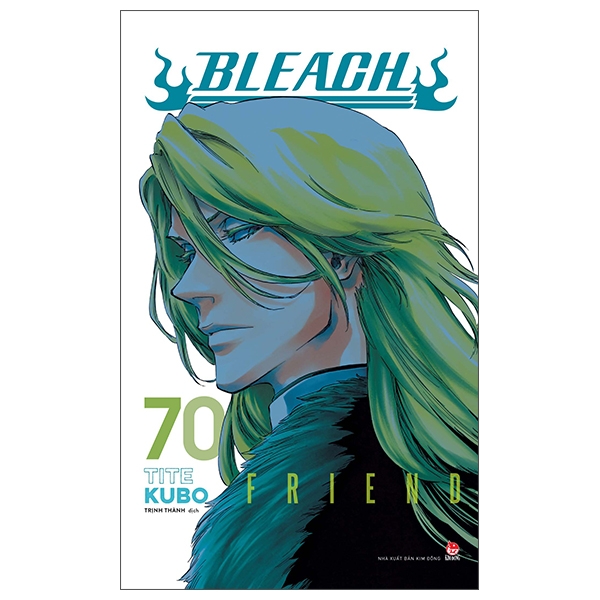 BLEACH
70
TITE
KUBO
TRỊNH THÀNH dịch
FRIEND
NHÀ XUẤT BẢN KIM ĐỒNG